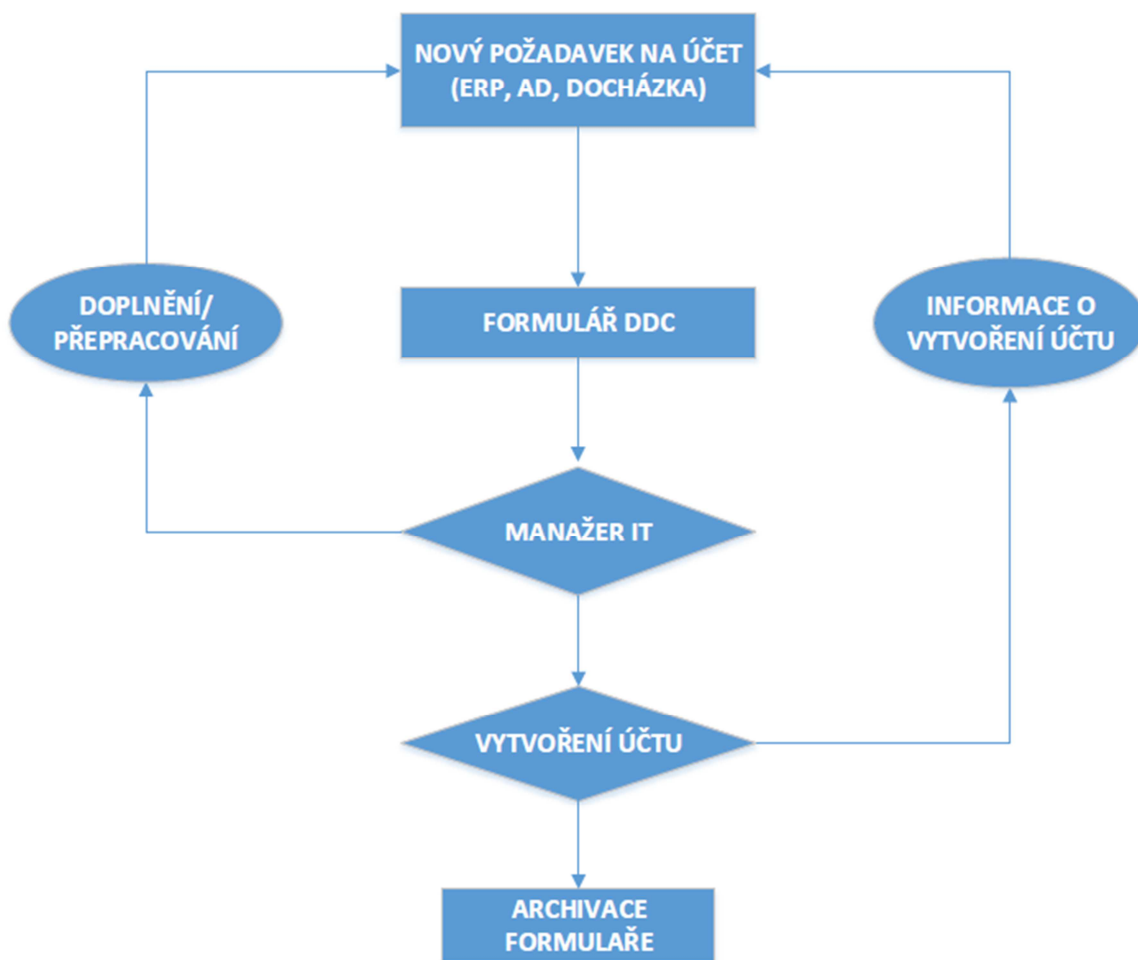 NOVÝ POŽADAVEK NA ÚČET
(ERP, AD, DOCHÁZKA)
DOPLNĚNÍ/
PŘEPRACOVÁNÍ
FORMULÁŘ DDC
INFORMACE O
VYTVOŘENÍ ÚČTU
MANAŽER IT
VYTVOŘENÍ ÚČTU
ARCHIVACE
FORMULAŘE